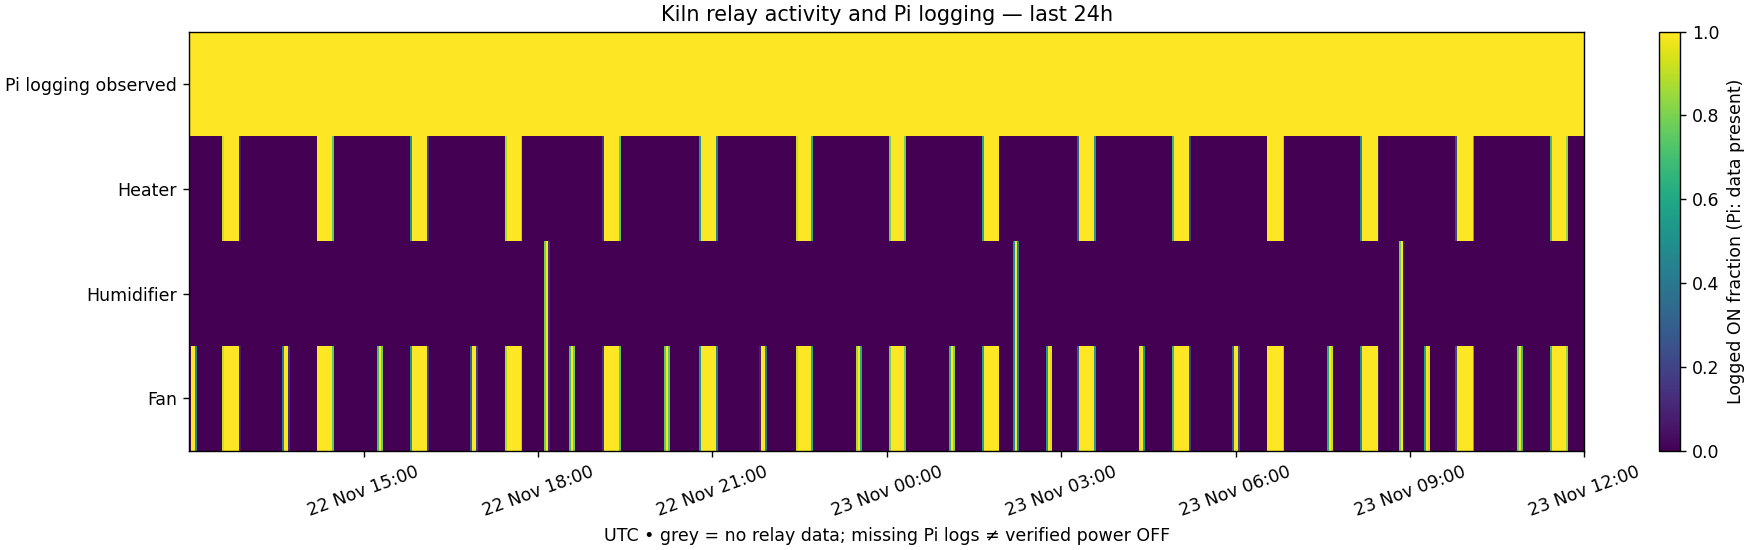 Kiln relay activity and Pi logging — last 24h
Pi logging observed
Heater
Humidifier
Fan
22 Nov 15:00
22 Nov 18:00
22 Nov 21:00
23 Nov 00:00
23 Nov 03:00
23 Nov 06:00
23 Nov 09:00
23 Nov 12:00
UTC • grey = no relay data; missing Pi logs ≠ verified power OFF
1.0
0.8
0.6
0.4
0.2
0.0
Logged ON fraction (Pi: data present)